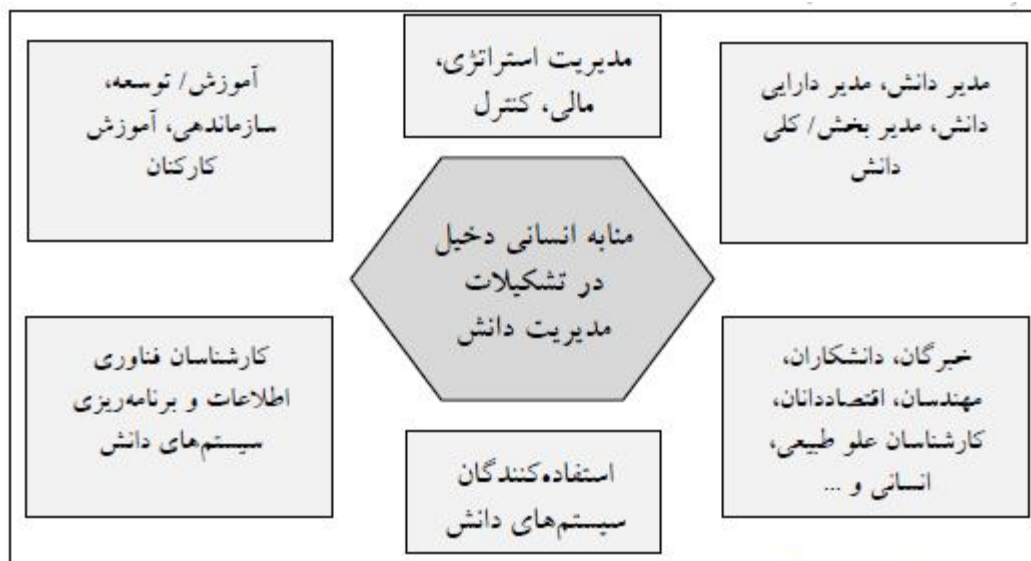 مدیر دانش، مدیر دارایی
دانش، مدیر بخش/ کلی
دانش
مدیریت استراتژی،
مالی، کنترل
آموزش/ توسعه،
سازماندهی، آموزش
کارکنان
منابه انسانی دخیل
در تشکیلات
مدیریت دانش
خبرگان، دانشکاران،
مهندسان، اقتصاددانان،
کارشناسان علو طبیعی،
انسانی و ...
استفاده‌کنندگان
سیستم‌های دانش
کارشناسان فناوری
اطلاعات و برنامه‌ریزی
سیستم‌های دانش